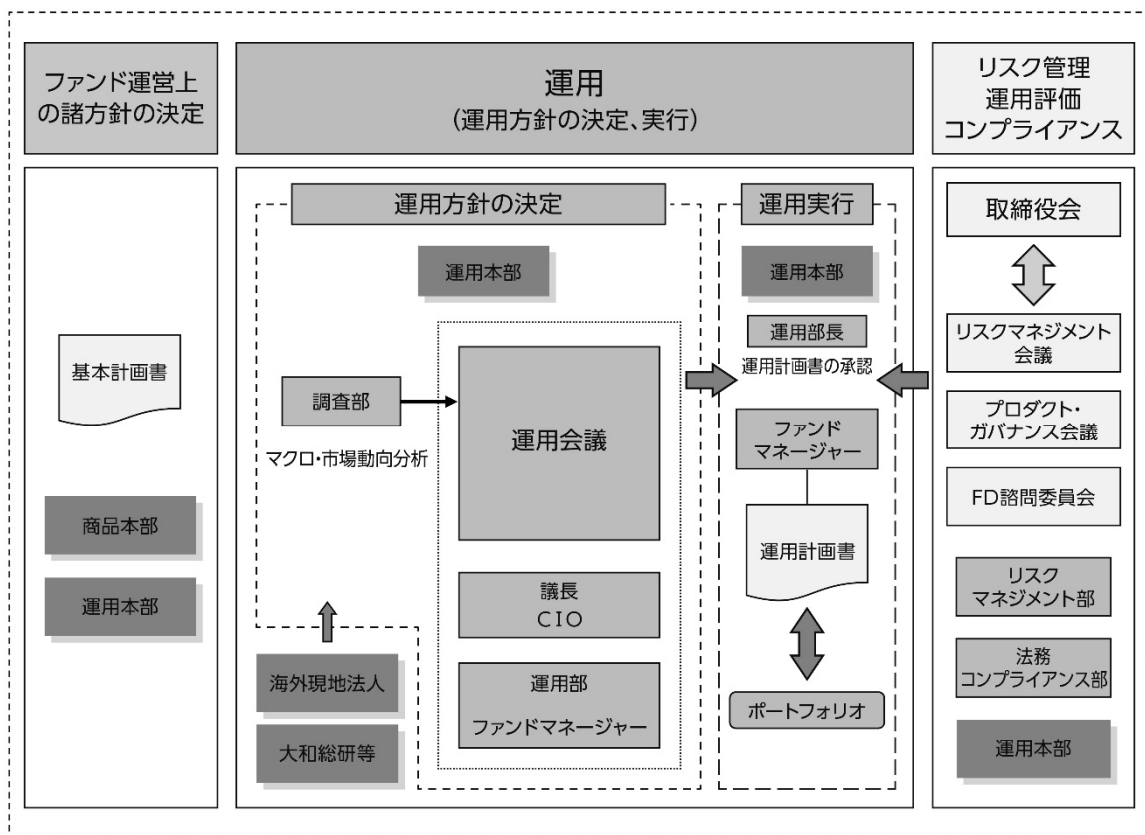 ファンド運営上
の諸方針の決定
基本計画書
商品本部
運用本部
運用
(運用方針の決定、実行)
運用方針の決定
運用本部
調査部
マクロ・市場動向分析
運用会議
議長
CIO
運用部
ファンドマネージャー
海外現地法人
大和総研等
運用実行
運用本部
運用部長
運用計画書の承認
ファンド
マネージャー
運用計画書
ポートフォリオ
リスク管理
運用評価
コンプライアンス
取締役会
リスクマネジメント
会議
プロダクト・
ガバナンス会議
FD諮問委員会
リスク
マネジメント部
法務
コンプライアンス部
運用本部